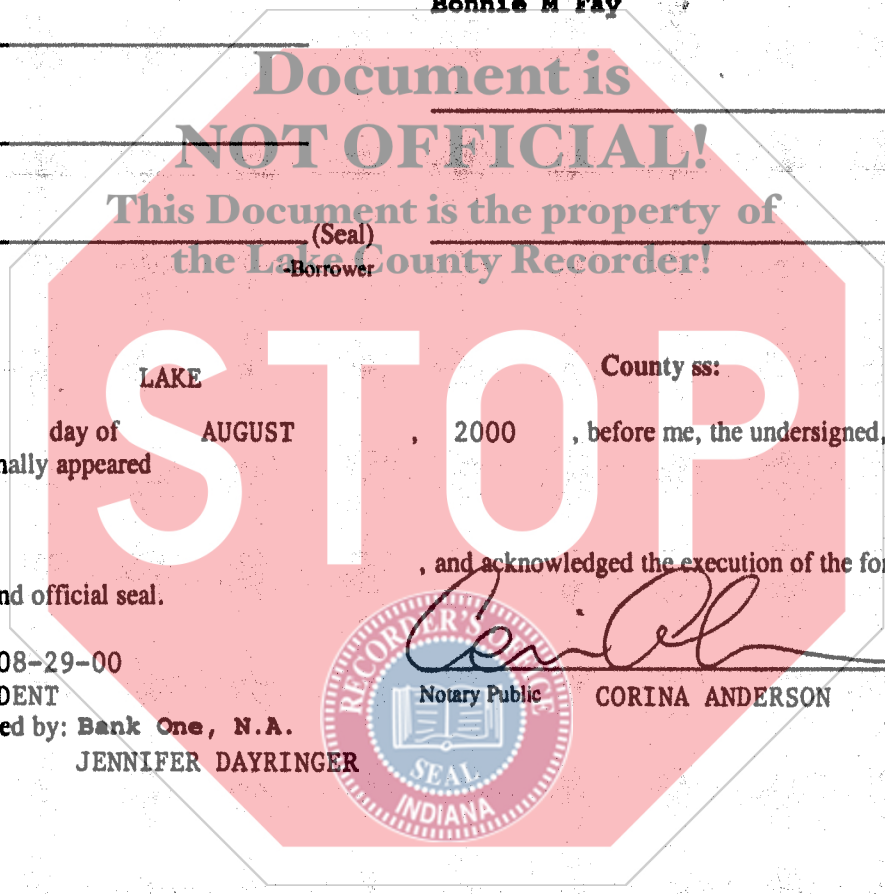 Bonnie M Fay
Document is
NOT OFFICIAL!
This Document is the property of
(Seal)
the Lake County Recorder!
-Borrower
STOP
LAKE County ss:
day of AUGUST , 2000 , before me, the undersigned,
nally appeared
, and acknowledged the execution of the for
nd official seal.
08-29-00
DENT
Notary Public CORINA ANDERSON
ed by: Bank One, N.A.
JENNIFER DAYRINGER
RECORDER'S OFFICE
SEAL
INDIANA